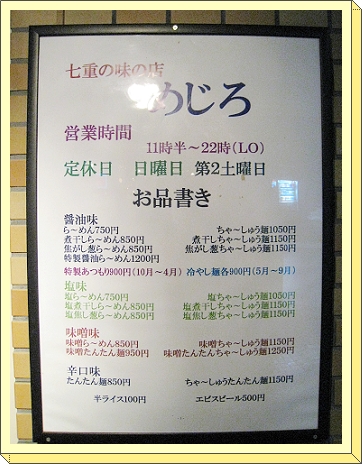 七重の味の店
めじろ
営業時間
11時半～22時(LO)
定休日 日曜日 第2土曜日
お品書き
醤油味
ら～めん750円 ちゃ～しゅう麺1050円
煮干しら～めん850円 煮干しちゃ～しゅう麺1150円
焦がし葱ら～めん850円 焦がし葱ちゃ～しゅう麺1150円
特製醤油ら～めん1200円
特製あつもり900円(10月～4月) 冷やし麺各900円(5月～9月)
塩味
塩ら～めん750円 塩ちゃ～しゅう麺1050円
塩煮干しら～めん850円 塩煮干しちゃ～しゅう麺1150円
塩焦し葱ら～めん850円 塩焦し葱ちゃ～しゅう麺1150円
味噌味
味噌ら～めん850円 味噌ちゃ～しゅう麺1150円
味噌たんたん麺950円 味噌たんたんちゃ～しゅう麺1250円
辛口味
たんたん麺850円 ちゃ～しゅうたんたん麺1150円
半ライス100円 エビスビール500円